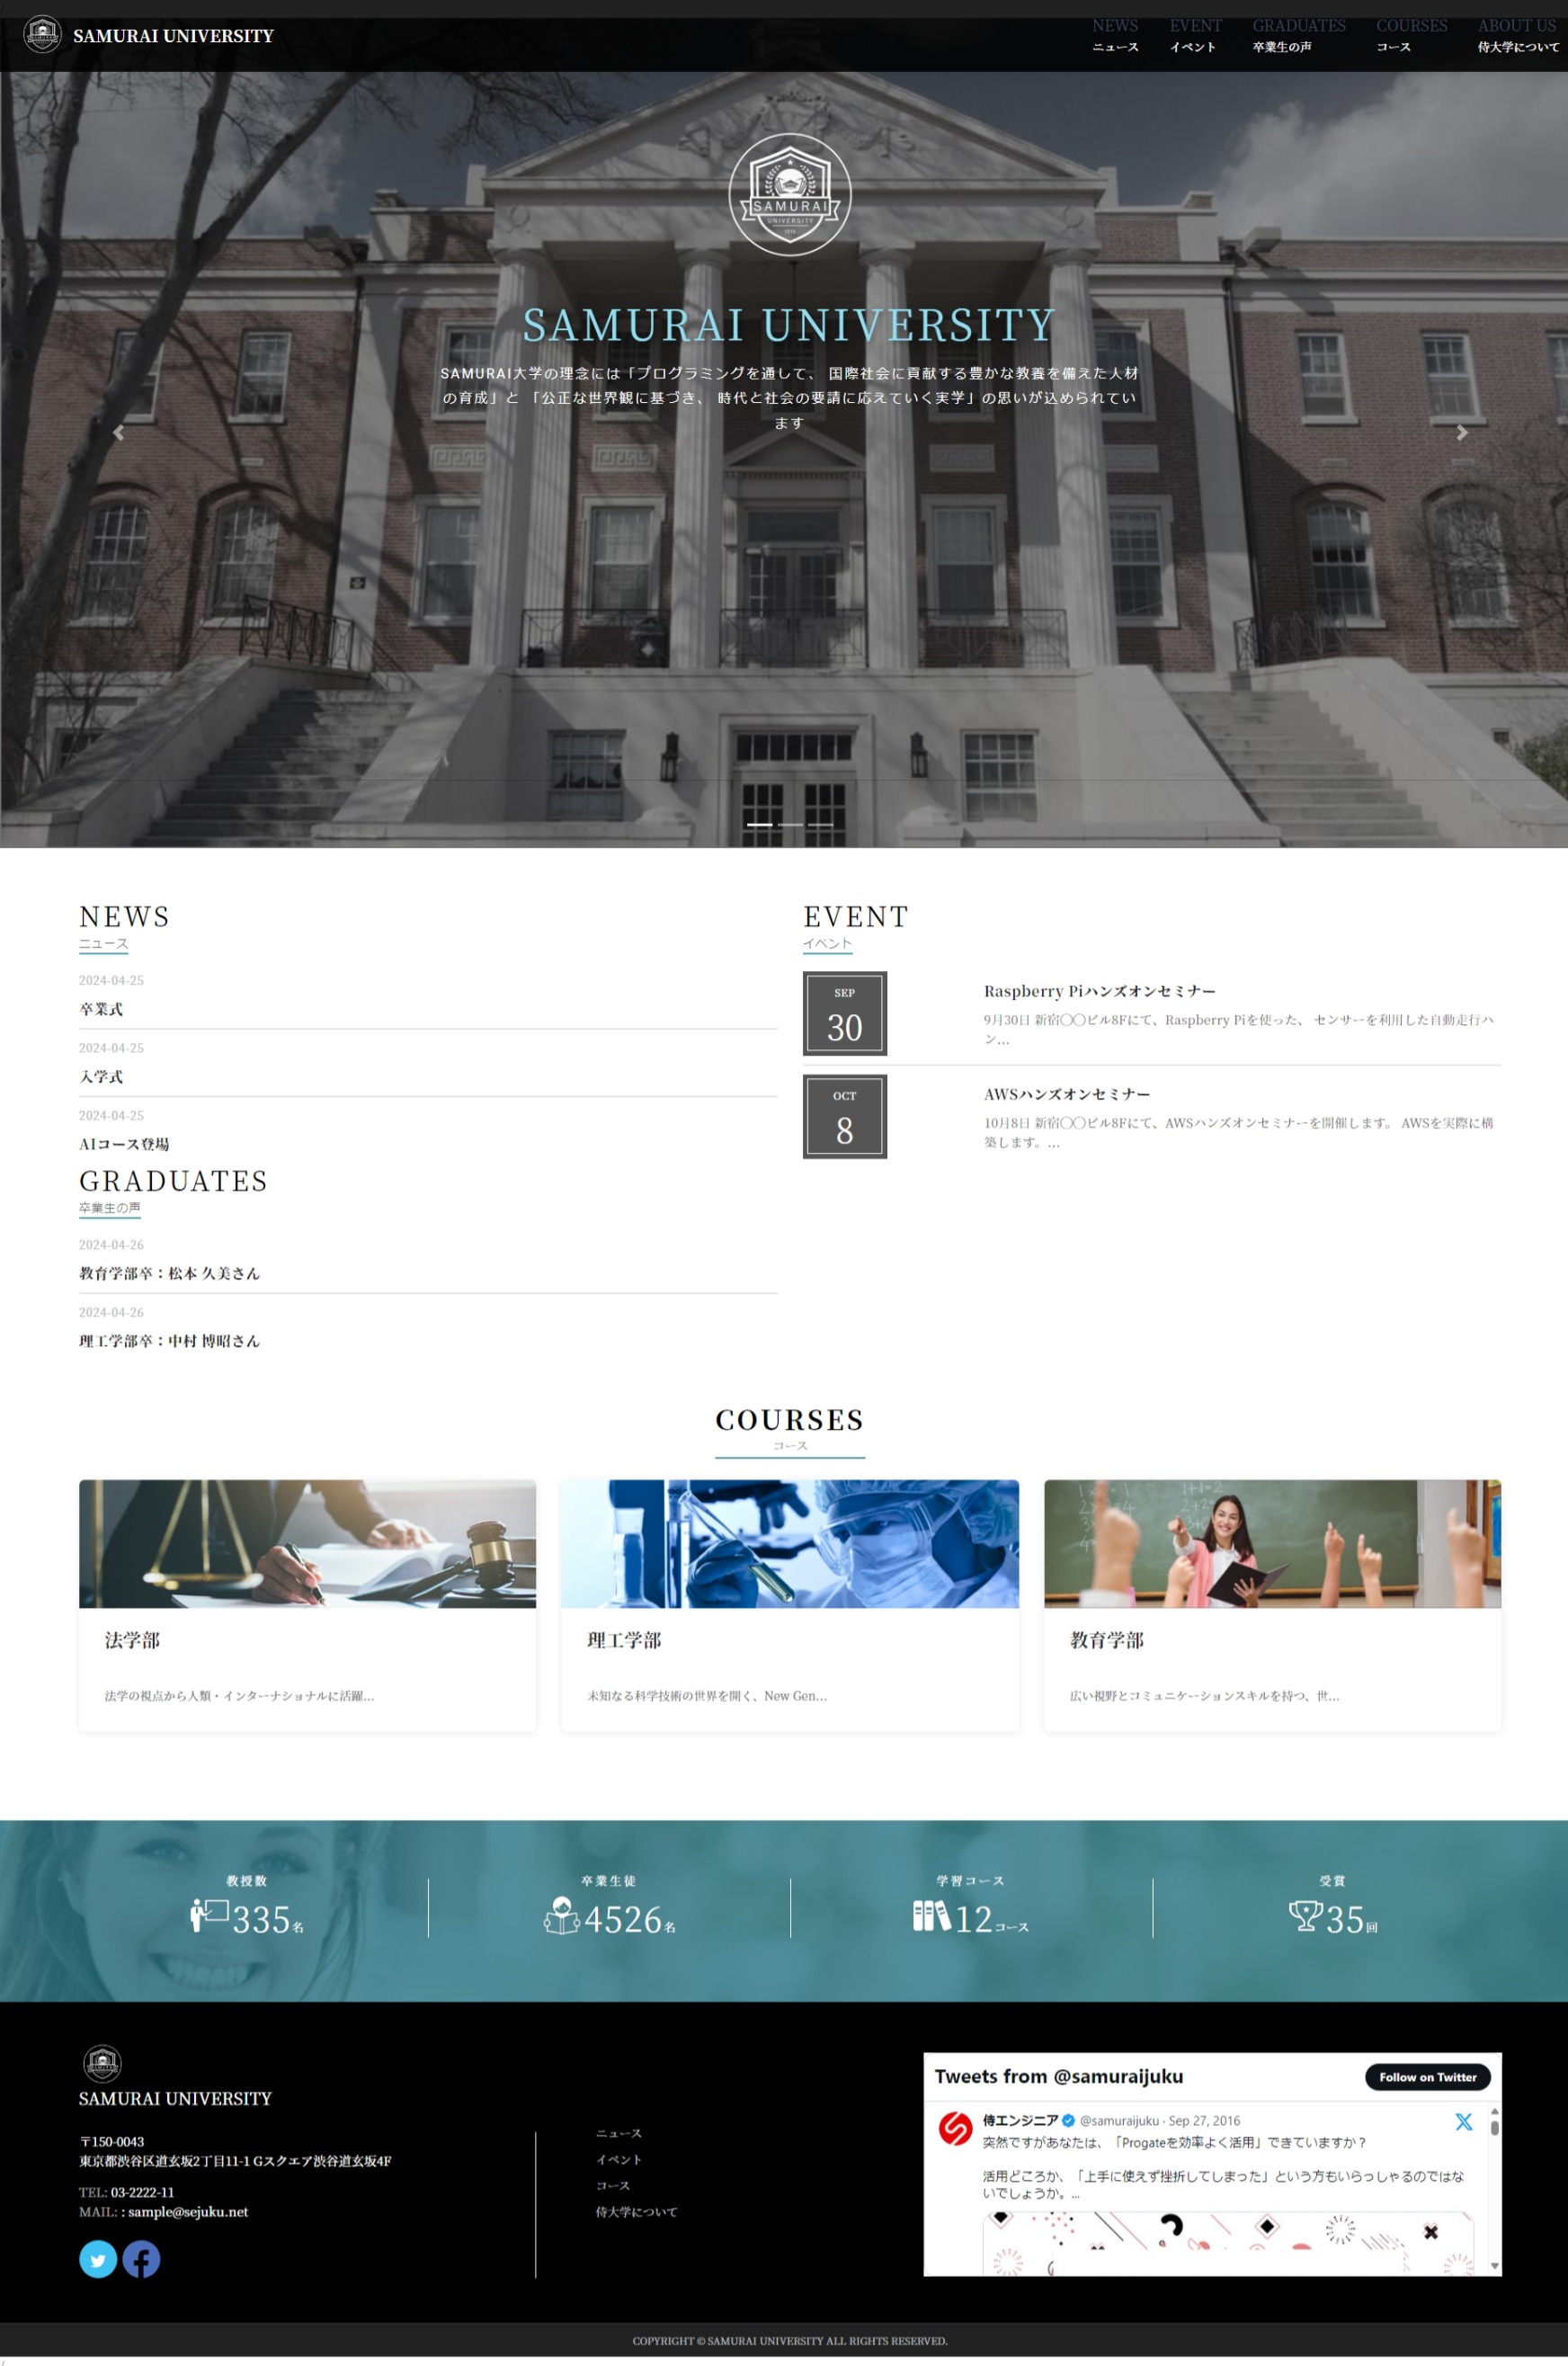 SAMURAI UNIVERSITY
NEWS
ニュース
EVENT
イベント
GRADUATES
卒業生の声
COURSES
コース
ABOUT US
侍大学について
SAMURAI
UNIVERSITY
SAMURAI UNIVERSITY
SAMURAI大学の理念には「プログラミングを通して、 国際社会に貢献する豊かな教養を備えた人材
の育成」と 「公正な世界観に基づき、 時代と社会の要請に応えていく実学」の思いが込められてい
ます
NEWS
ニュース
2024-04-25
卒業式
2024-04-25
入学式
2024-04-25
AIコース登場
GRADUATES
卒業生の声
2024-04-26
教育学部卒：松本 久美さん
2024-04-26
理工学部卒：中村 博昭さん
EVENT
イベント
SEP
30
Raspberry Piハンズオンセミナー
9月30日 新宿◯◯ビル8Fにて、Raspberry Piを使った、 センサーを利用した自動走行ハ
ン...
OCT
8
AWSハンズオンセミナー
10月8日 新宿◯◯ビル8Fにて、AWSハンズオンセミナーを開催します。 AWSを実際に構
築します。...
COURSES
コース
法学部
法学の視点から人類・インターナショナルに活躍...
理工学部
未知なる科学技術の世界を開く、New Gen...
教育学部
広い視野とコミュニケーションスキルを持つ、世...
教授数
335名
卒業生徒
4526名
学習コース
12コース
受賞
35回
SAMURAI UNIVERSITY
〒150-0043
東京都渋谷区道玄坂2丁目11-1 Gスクエア渋谷道玄坂4F
TEL: 03-2222-11
MAIL: : sample@sejuku.net
ニュース
イベント
コース
侍大学について
Tweets from @samuraijuku
Follow on Twitter
侍エンジニア @samuraijuku · Sep 27, 2016
突然ですがあなたは、「Progateを効率よく活用」できていますか？
活用どころか、「上手に使えず挫折してしまった」という方もいらっしゃるのではな
いでしょうか。...
COPYRIGHT © SAMURAI UNIVERSITY ALL RIGHTS RESERVED.